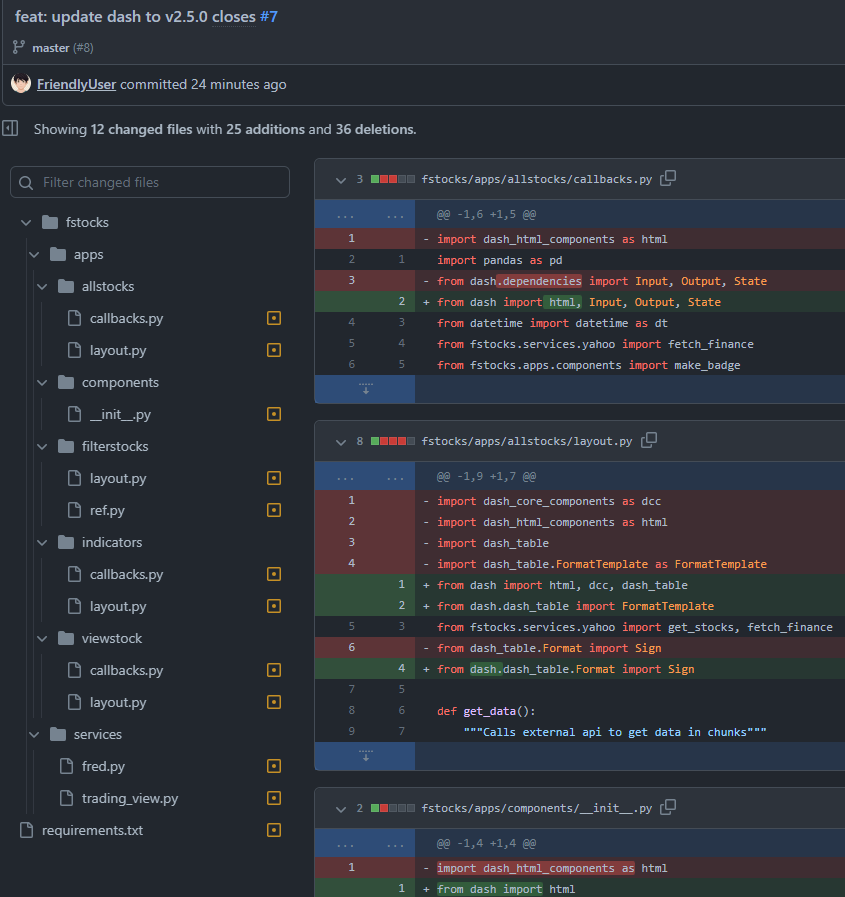 feat: update dash to v2.5.0 closes #7
master (#8)
FriendlyUser committed 24 minutes ago
Showing 12 changed files with 25 additions and 36 deletions.
Filter changed files
fstocks
apps
allstocks
callbacks.py
layout.py
components
__init__.py
filterstocks
layout.py
ref.py
indicators
callbacks.py
layout.py
viewstock
callbacks.py
layout.py
services
fred.py
trading_view.py
requirements.txt
3 fstocks/apps/allstocks/callbacks.py
... ... @@ -1,6 +1,5 @@
1 - import dash_html_components as html
2 1 import pandas as pd
3 - from dash.dependencies import Input, Output, State
2 + from dash import html, Input, Output, State
4 3 from datetime import datetime as dt
5 4 from fstocks.services.yahoo import fetch_finance
6 5 from fstocks.apps.components import make_badge
8 fstocks/apps/allstocks/layout.py
... ... @@ -1,9 +1,7 @@
1 - import dash_core_components as dcc
2 - import dash_html_components as html
3 - import dash_table
4 - import dash_table.FormatTemplate as FormatTemplate
1 + from dash import html, dcc, dash_table
2 + from dash.dash_table import FormatTemplate
5 3 from fstocks.services.yahoo import get_stocks, fetch_finance
6 - from dash_table.Format import Sign
4 + from dash.dash_table.Format import Sign
7 5
8 6 def get_data():
9 7 """Calls external api to get data in chunks"""
2 fstocks/apps/components/__init__.py
... ... @@ -1,4 +1,4 @@
1 - import dash_html_components as html
1 + from dash import html